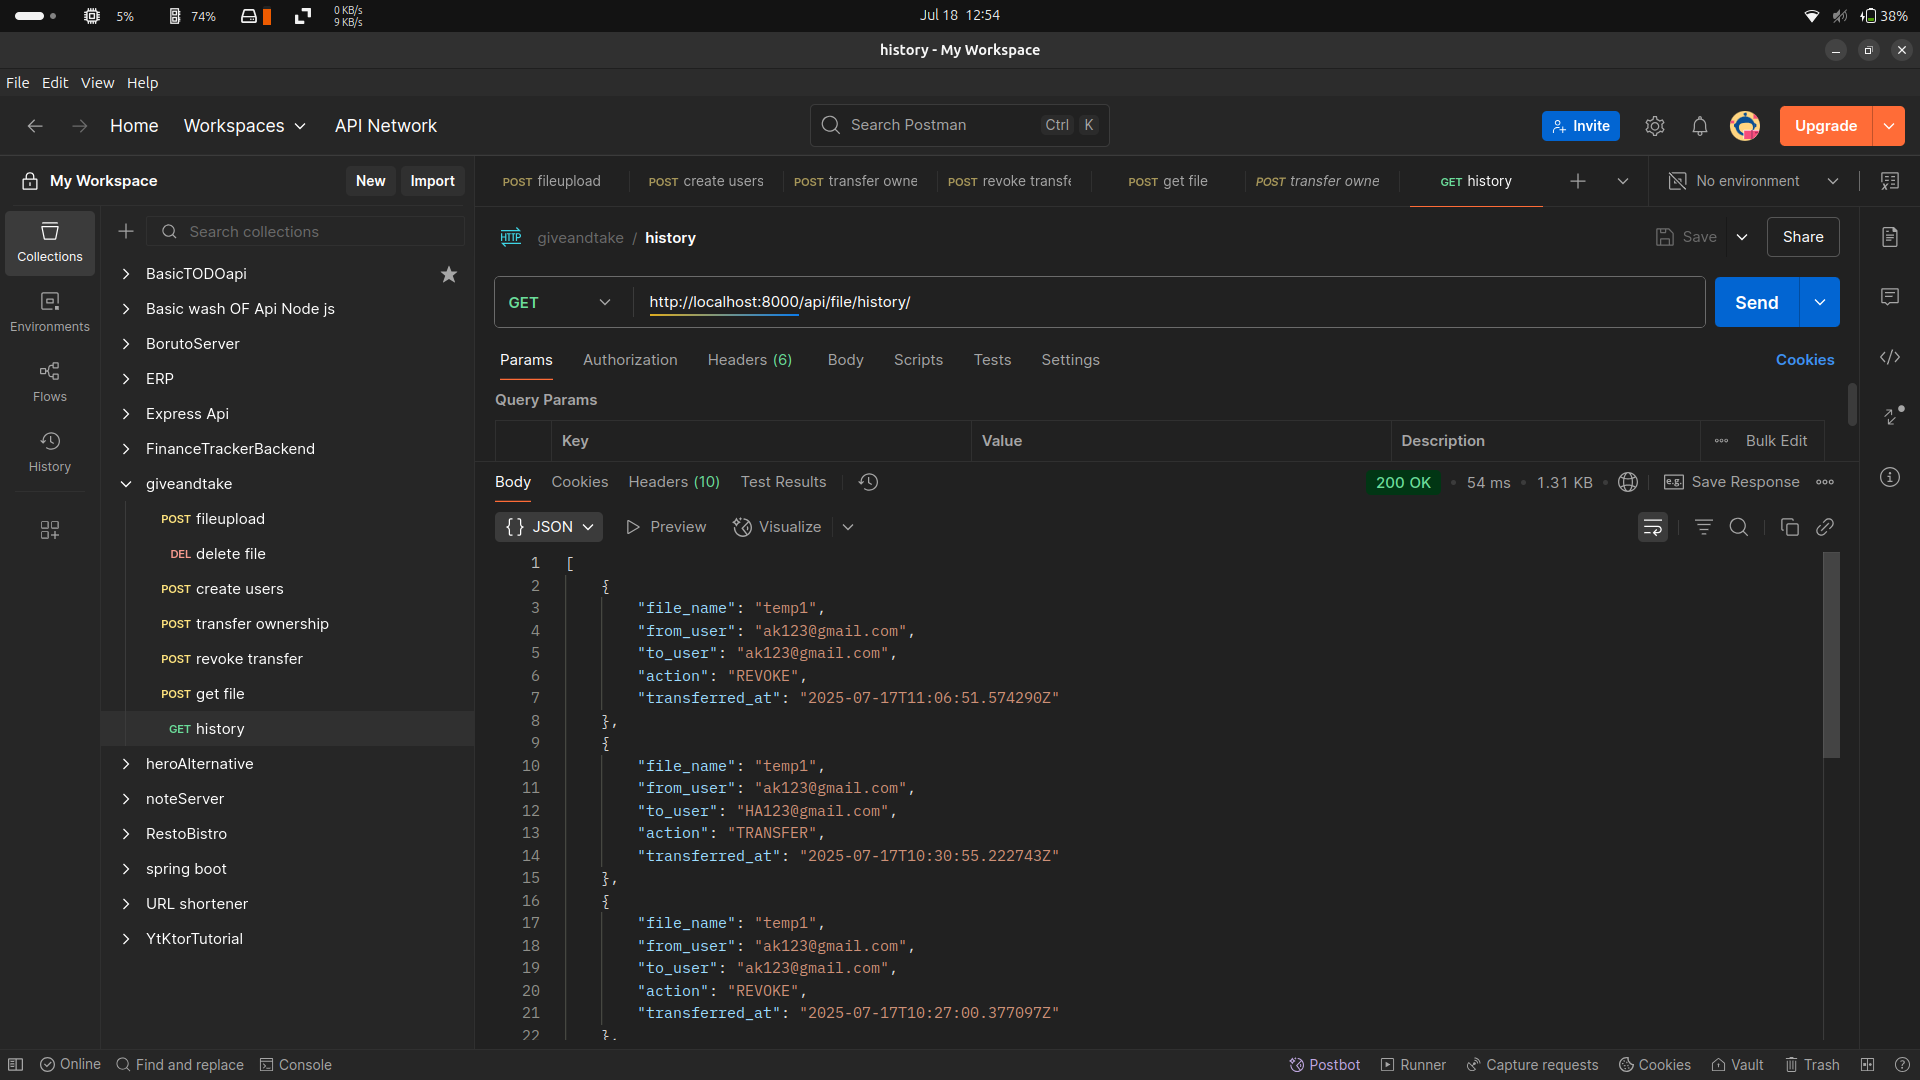 5%
74%
0 KB/s
9 KB/s
Jul 18 12:54
38%
history - My Workspace
File Edit View Help
Home Workspaces API Network
Search Postman Ctrl K
Invite
Upgrade
My Workspace New Import
POST fileupload
POST create users
POST transfer owne
POST revoke transfe
POST get file
POST transfer owne
GET history
No environment
Collections
Environments
Flows
History
Search collections
BasicTODOapi
Basic wash OF Api Node js
BorutoServer
ERP
Express Api
FinanceTrackerBackend
giveandtake
POST fileupload
DEL delete file
POST create users
POST transfer ownership
POST revoke transfer
POST get file
GET history
heroAlternative
noteServer
RestoBistro
spring boot
URL shortener
YtKtorTutorial
HTTP giveandtake / history
Save Share
GET http://localhost:8000/api/file/history/ Send
Params Authorization Headers (6) Body Scripts Tests Settings Cookies
Query Params
Key Value Description Bulk Edit
Body Cookies Headers (10) Test Results 200 OK 54 ms 1.31 KB e.g. Save Response
{} JSON Preview Visualize
1 [
2 {
3 "file_name": "temp1",
4 "from_user": "ak123@gmail.com",
5 "to_user": "ak123@gmail.com",
6 "action": "REVOKE",
7 "transferred_at": "2025-07-17T11:06:51.574290Z"
8 },
9 {
10 "file_name": "temp1",
11 "from_user": "ak123@gmail.com",
12 "to_user": "HA123@gmail.com",
13 "action": "TRANSFER",
14 "transferred_at": "2025-07-17T10:30:55.222743Z"
15 },
16 {
17 "file_name": "temp1",
18 "from_user": "ak123@gmail.com",
19 "to_user": "ak123@gmail.com",
20 "action": "REVOKE",
21 "transferred_at": "2025-07-17T10:27:00.377097Z"
22 },
Online Find and replace Console
Postbot Runner Capture requests Cookies Vault Trash